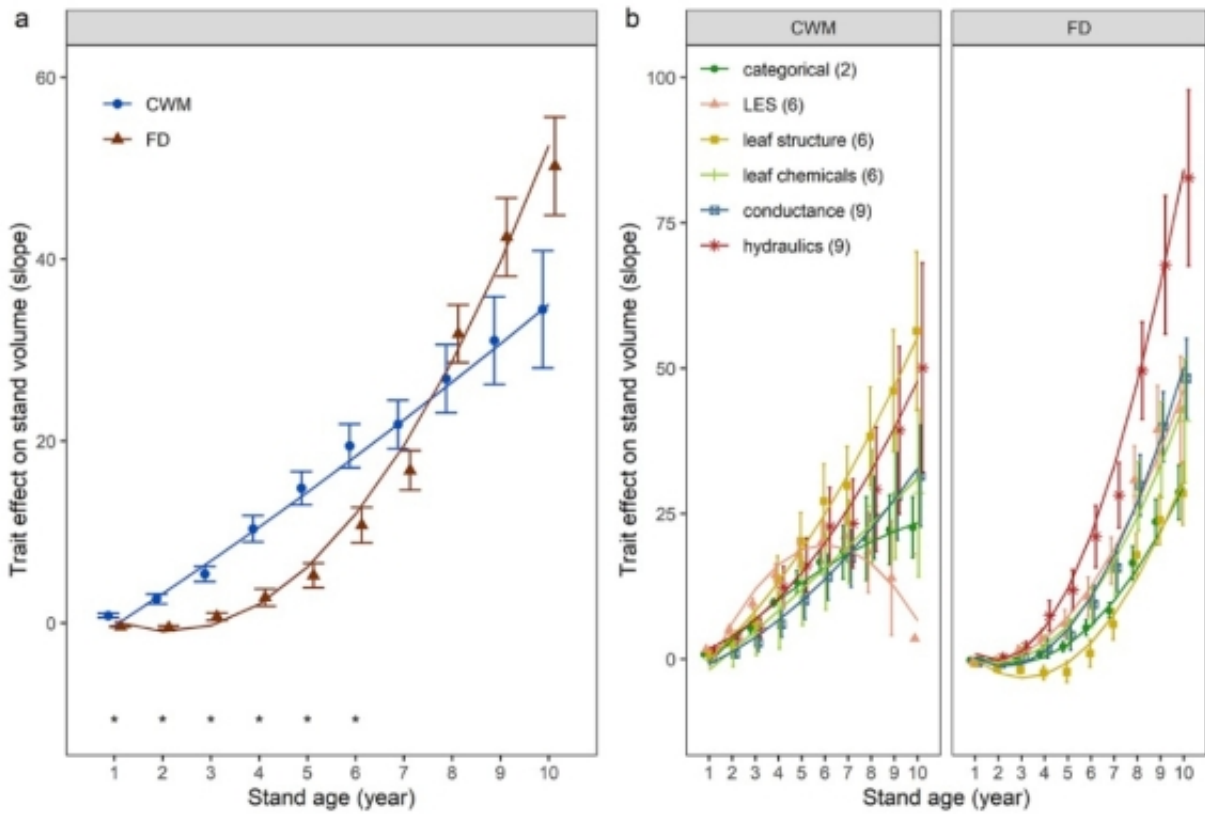 a
60
40
20
0
Trait effect on stand volume (slope)
CWM
FD
* * * * * *
1 2 3 4 5 6 7 8 9 10
Stand age (year)
b
CWM
FD
100
75
50
25
0
Trait effect on stand volume (slope)
categorical (2)
LES (6)
leaf structure (6)
leaf chemicals (6)
conductance (9)
hydraulics (9)
1 2 3 4 5 6 7 8 9 10
1 2 3 4 5 6 7 8 9 10
Stand age (year)